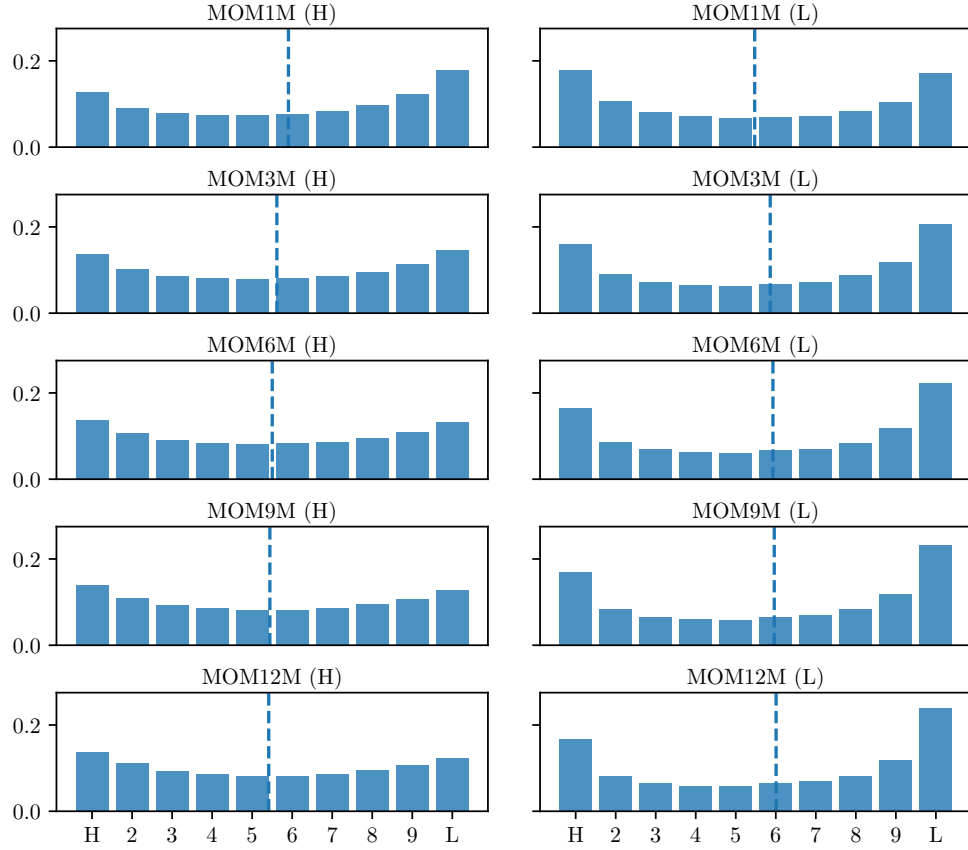 MOM1M (H) MOM1M (L)
0.2
0.0
MOM3M (H) MOM3M (L)
0.2
0.0
MOM6M (H) MOM6M (L)
0.2
0.0
MOM9M (H) MOM9M (L)
0.2
0.0
MOM12M (H) MOM12M (L)
0.2
0.0
H 2 3 4 5 6 7 8 9 L H 2 3 4 5 6 7 8 9 L